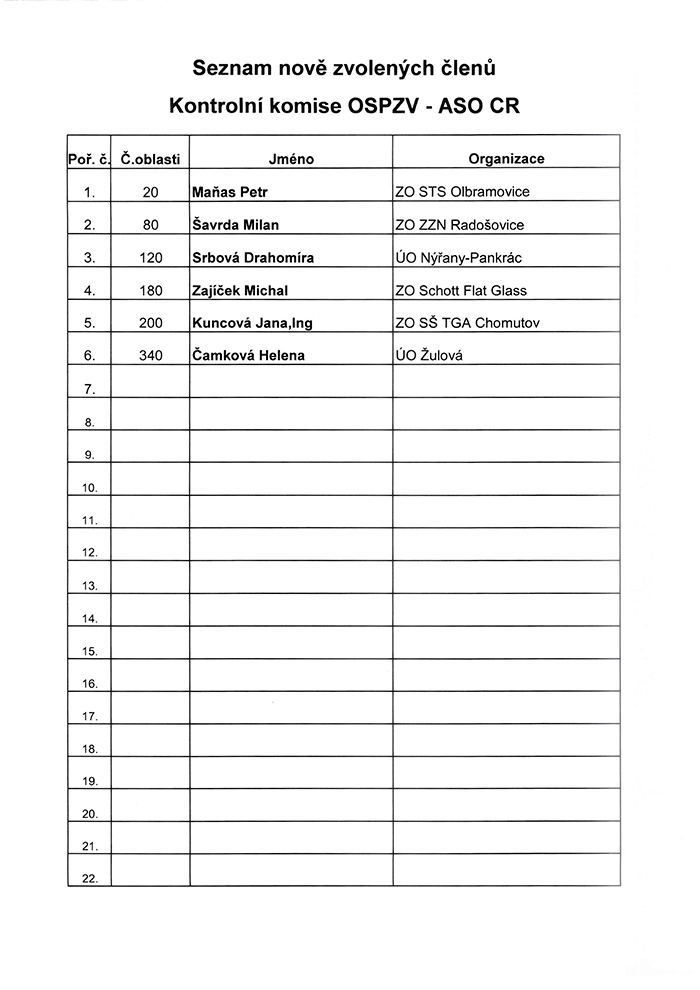 Seznam nově zvolených členů
Kontrolní komise OSPZV - ASO CR
Poř. č. Č.oblasti Jméno Organizace
1. 20 Maňas Petr ZO STS Olbramovice
2. 80 Šavrda Milan ZO ZZN Radošovice
3. 120 Srbová Drahomíra ÚO Nýřany-Pankrác
4. 180 Zajíček Michal ZO Schott Flat Glass
5. 200 Kuncová Jana,Ing ZO SŠ TGA Chomutov
6. 340 Čamková Helena ÚO Žulová
7.
8.
9.
10.
11.
12.
13.
14.
15.
16.
17.
18.
19.
20.
21.
22.